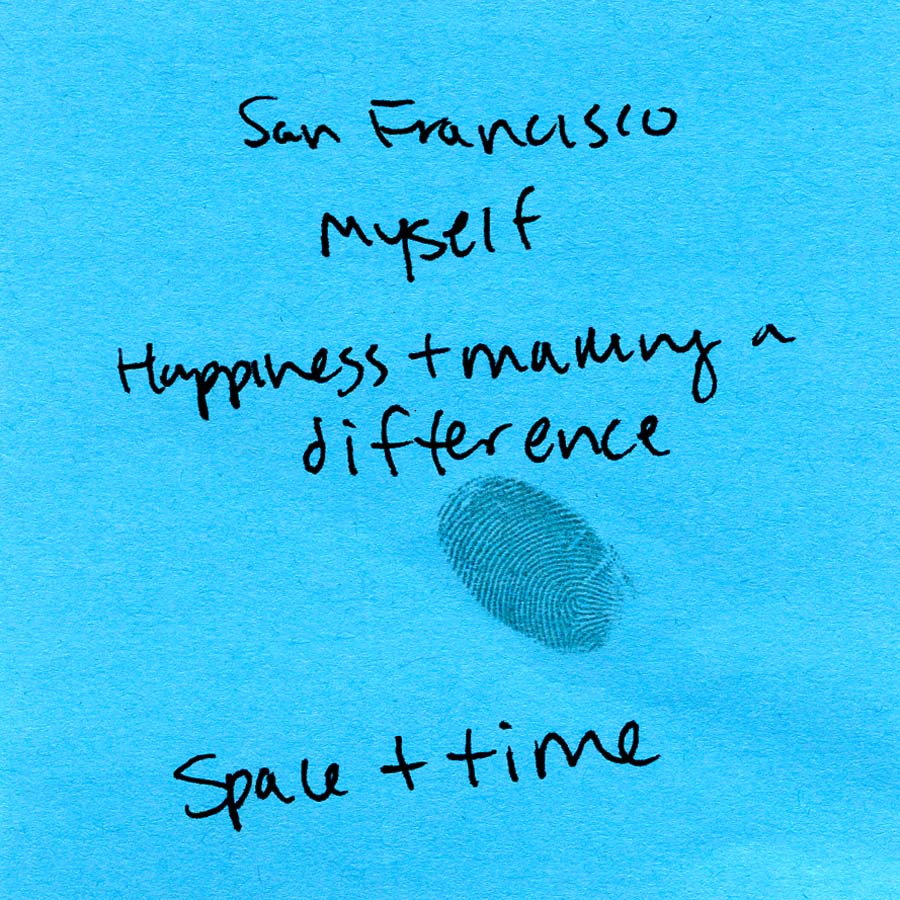 San Francisco
Myself
Happiness + making a
difference
Space + time